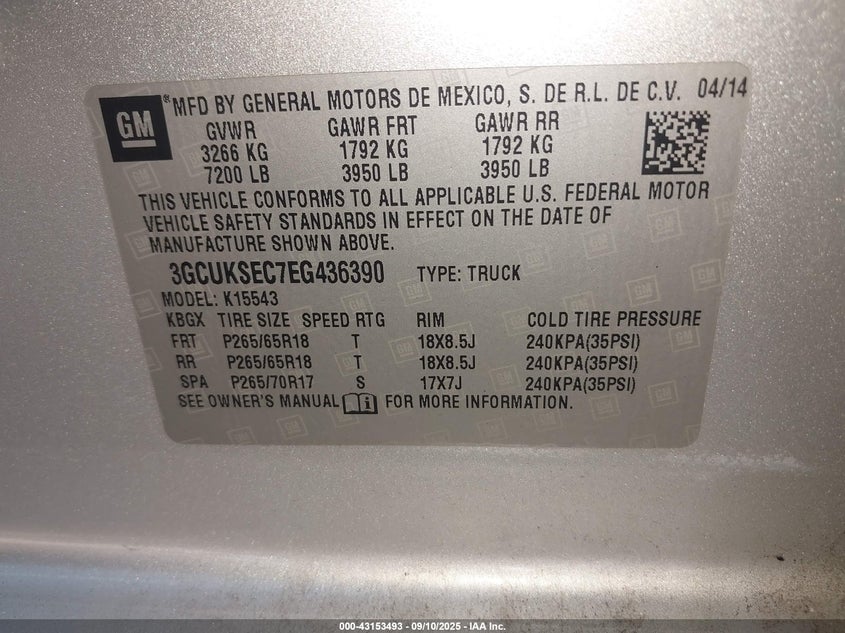 GM ® MFD BY GENERAL MOTORS DE MEXICO, S. DE R.L. DE C.V. 04/14
GVWR GAWR FRT GAWR RR
3266 KG 1792 KG 1792 KG
7200 LB 3950 LB 3950 LB
THIS VEHICLE CONFORMS TO ALL APPLICABLE U.S. FEDERAL MOTOR
VEHICLE SAFETY STANDARDS IN EFFECT ON THE DATE OF
MANUFACTURE SHOWN ABOVE.
3GCUKSEC7EG436390 TYPE: TRUCK
MODEL: K15543
KBGX TIRE SIZE SPEED RTG RIM COLD TIRE PRESSURE
FRT P265/65R18 T 18X8.5J 240KPA(35PSI)
RR P265/65R18 T 18X8.5J 240KPA(35PSI)
SPA P265/70R17 S 17X7J 240KPA(35PSI)
SEE OWNER'S MANUAL i FOR MORE INFORMATION.
000-43153493 - 09/10/2025 - IAA Inc.